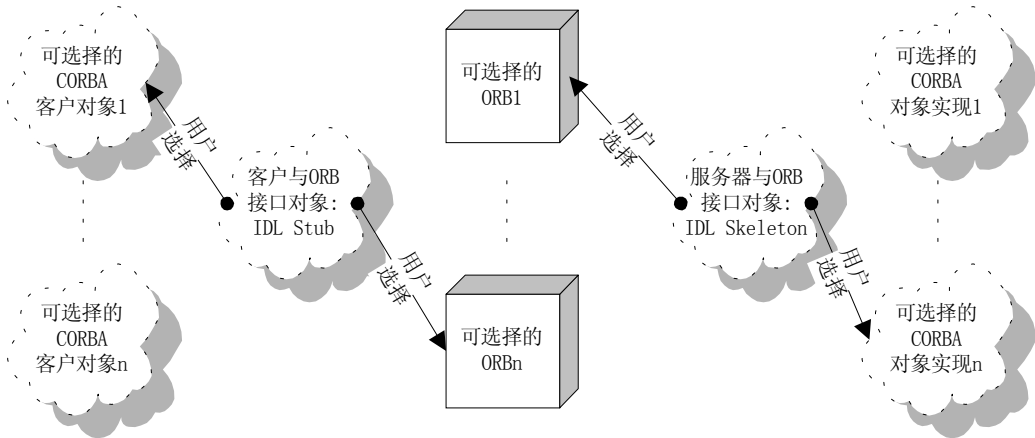 可选择的
CORBA
客户对象1
用户
选择
客户与ORB
接口对象:
IDL Stub
用户
选择
可选择的
CORBA
客户对象n
可选择的
ORB1
可选择的
ORBn
用户
选择
服务器与ORB
接口对象:
IDL Skeleton
用户
选择
可选择的
CORBA
对象实现1
可选择的
CORBA
对象实现n